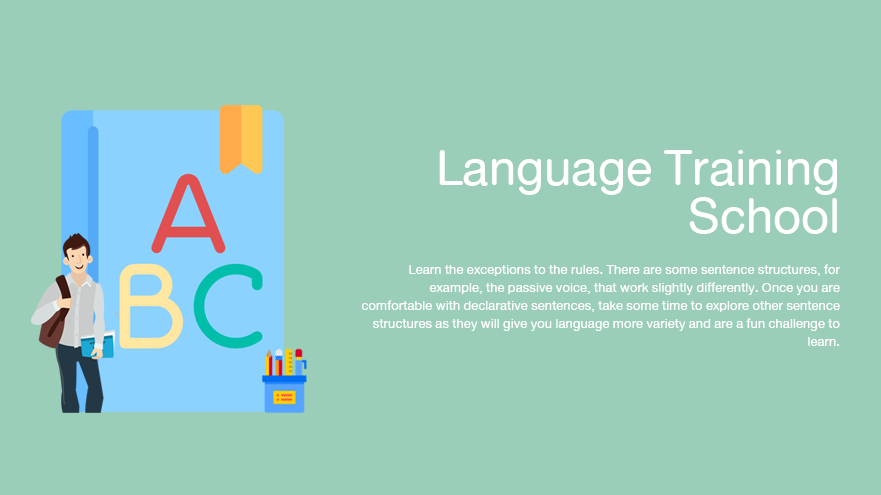 A
BC
Language Training
School
Learn the exceptions to the rules. There are some sentence structures, for
example, the passive voice, that work slightly differently. Once you are
comfortable with declarative sentences, take some time to explore other sentence
structures as they will give you language more variety and are a fun challenge to
learn.